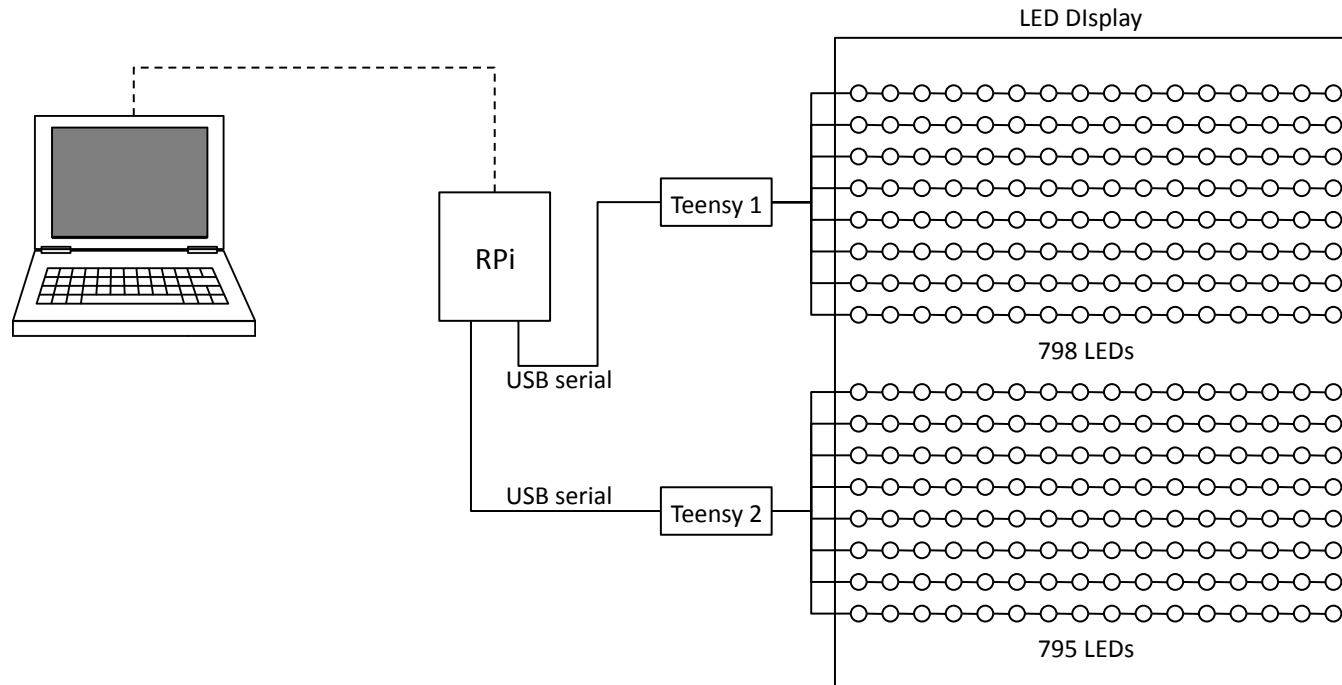 LED DIsplay
Teensy 1
RPi
798 LEDs
USB serial
USB serial
Teensy 2
795 LEDs